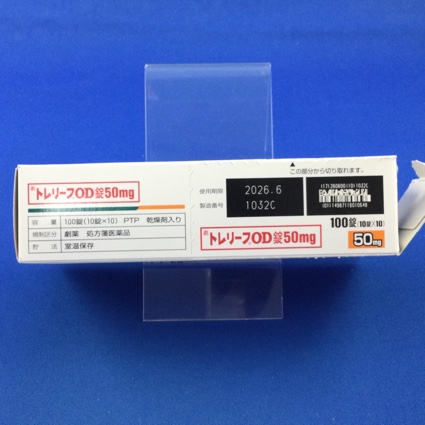 トレリーフOD錠50mg
容量 100錠(10錠×10) PTP 乾燥剤入り
規制区分 劇薬 処方箋医薬品
貯法 室温保存
この部分から切り取れます。
使用期限 2026.6
製造番号 1032C
トレリーフOD錠50mg
100錠(10錠×10)
50mg